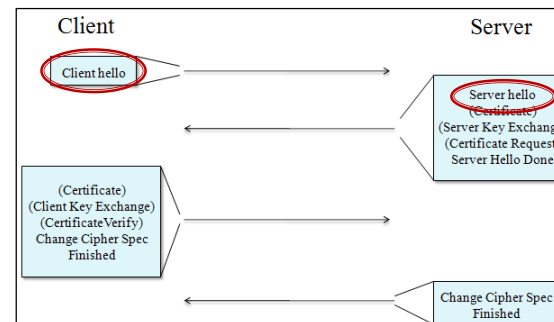 Client
Server
Client hello
Server hello
(Certificate)
(Server Key Exchang
(Certificate Request
Server Hello Done
(Certificate)
(Client Key Exchange)
(CertificateVerify)
Change Cipher Spec
Finished
Change Cipher Spec
Finished